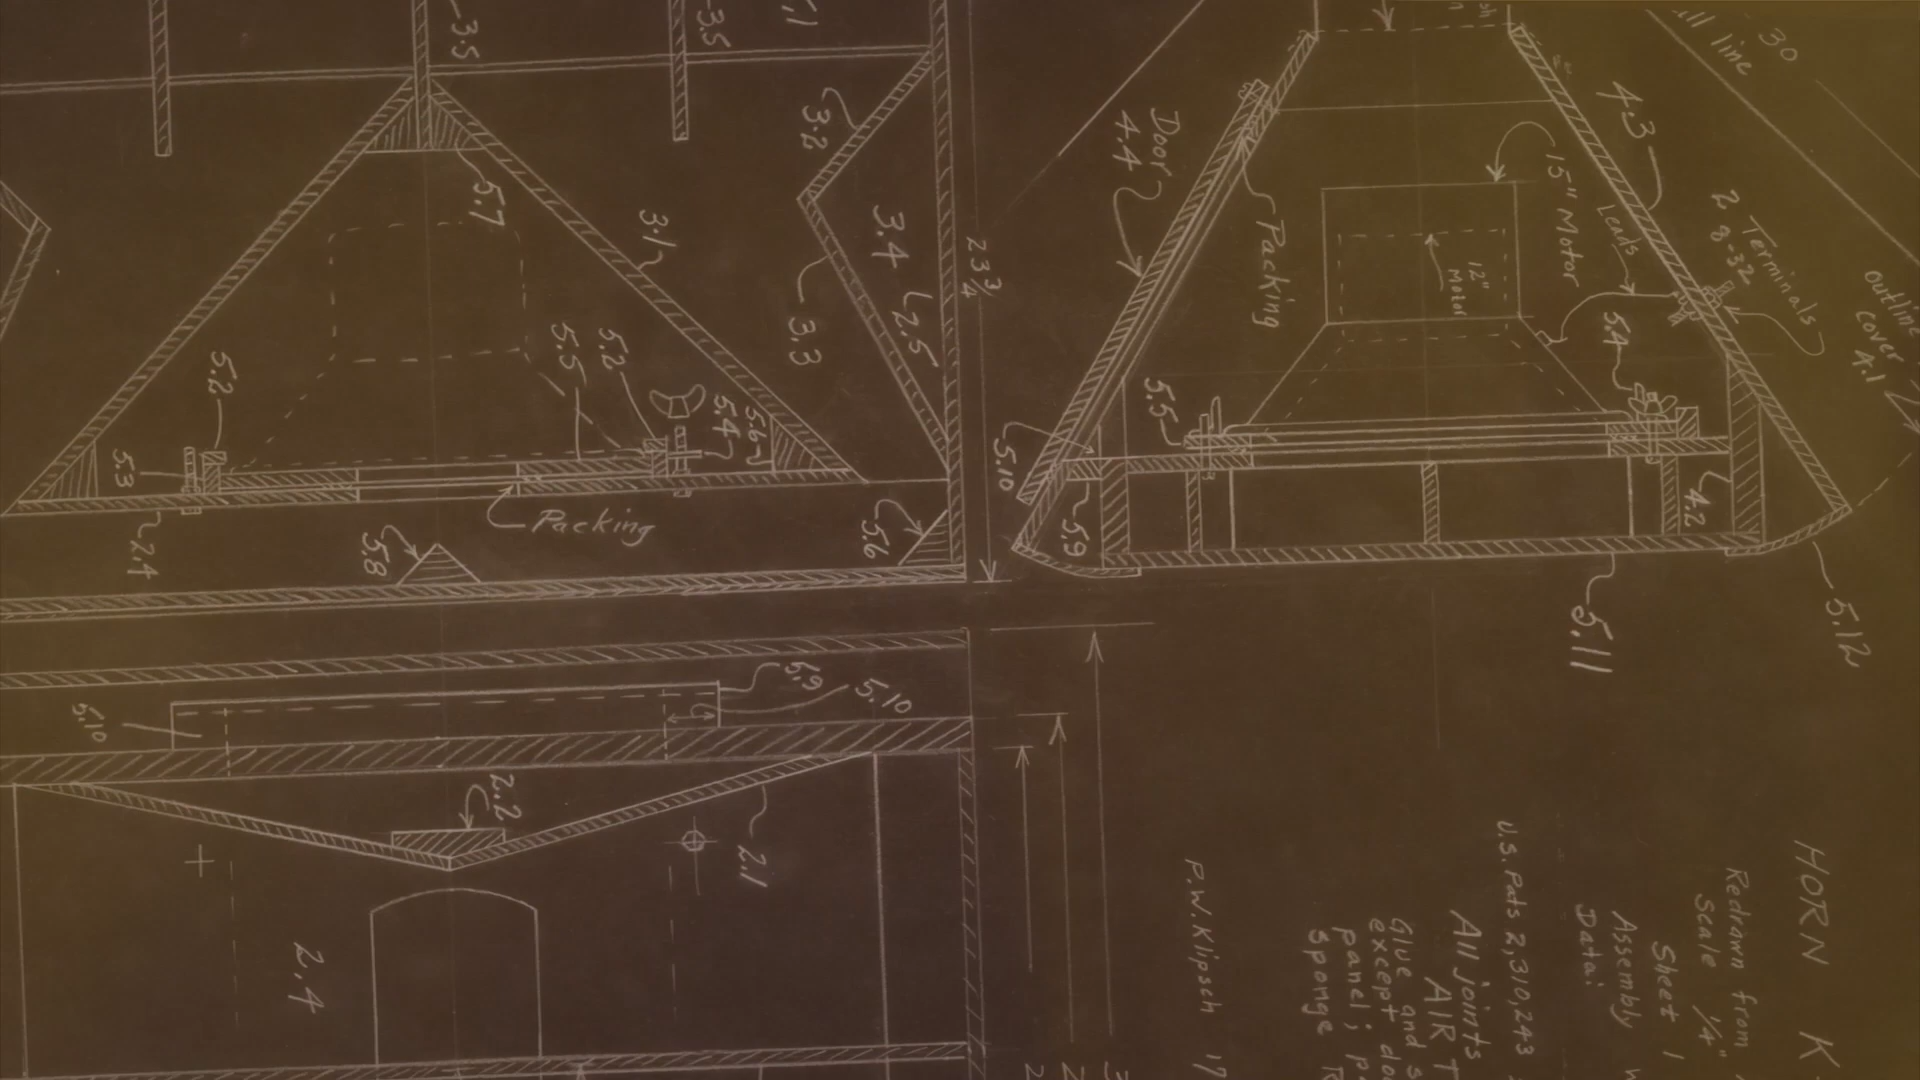 HORN K
Redrawn from
Scale 1/4"
Sheet 1
Assembly
Data:
U.S. Pats 2,310,243
All joints
AIR T
Glue and s
except doo
panel; p
sponge R
P.W. Klipsch 17
30
ll line
4.3
2 Terminals
8-32
outline
cover
4.1
Leads
15" Motor
12"
Motor
Door
4.4
Packing
5.4
5.5
5.10
5.9
4.2
5.11
5.12
23 3/4
3.5
3.5
5.7
3.1
3.2
3.4
3.3
2.5
5.2
5.5
5.2
5.4
5.6
5.3
2.4
Packing
5.8
5.6
5.9
5.10
5.10
2.2
2.1
2.4